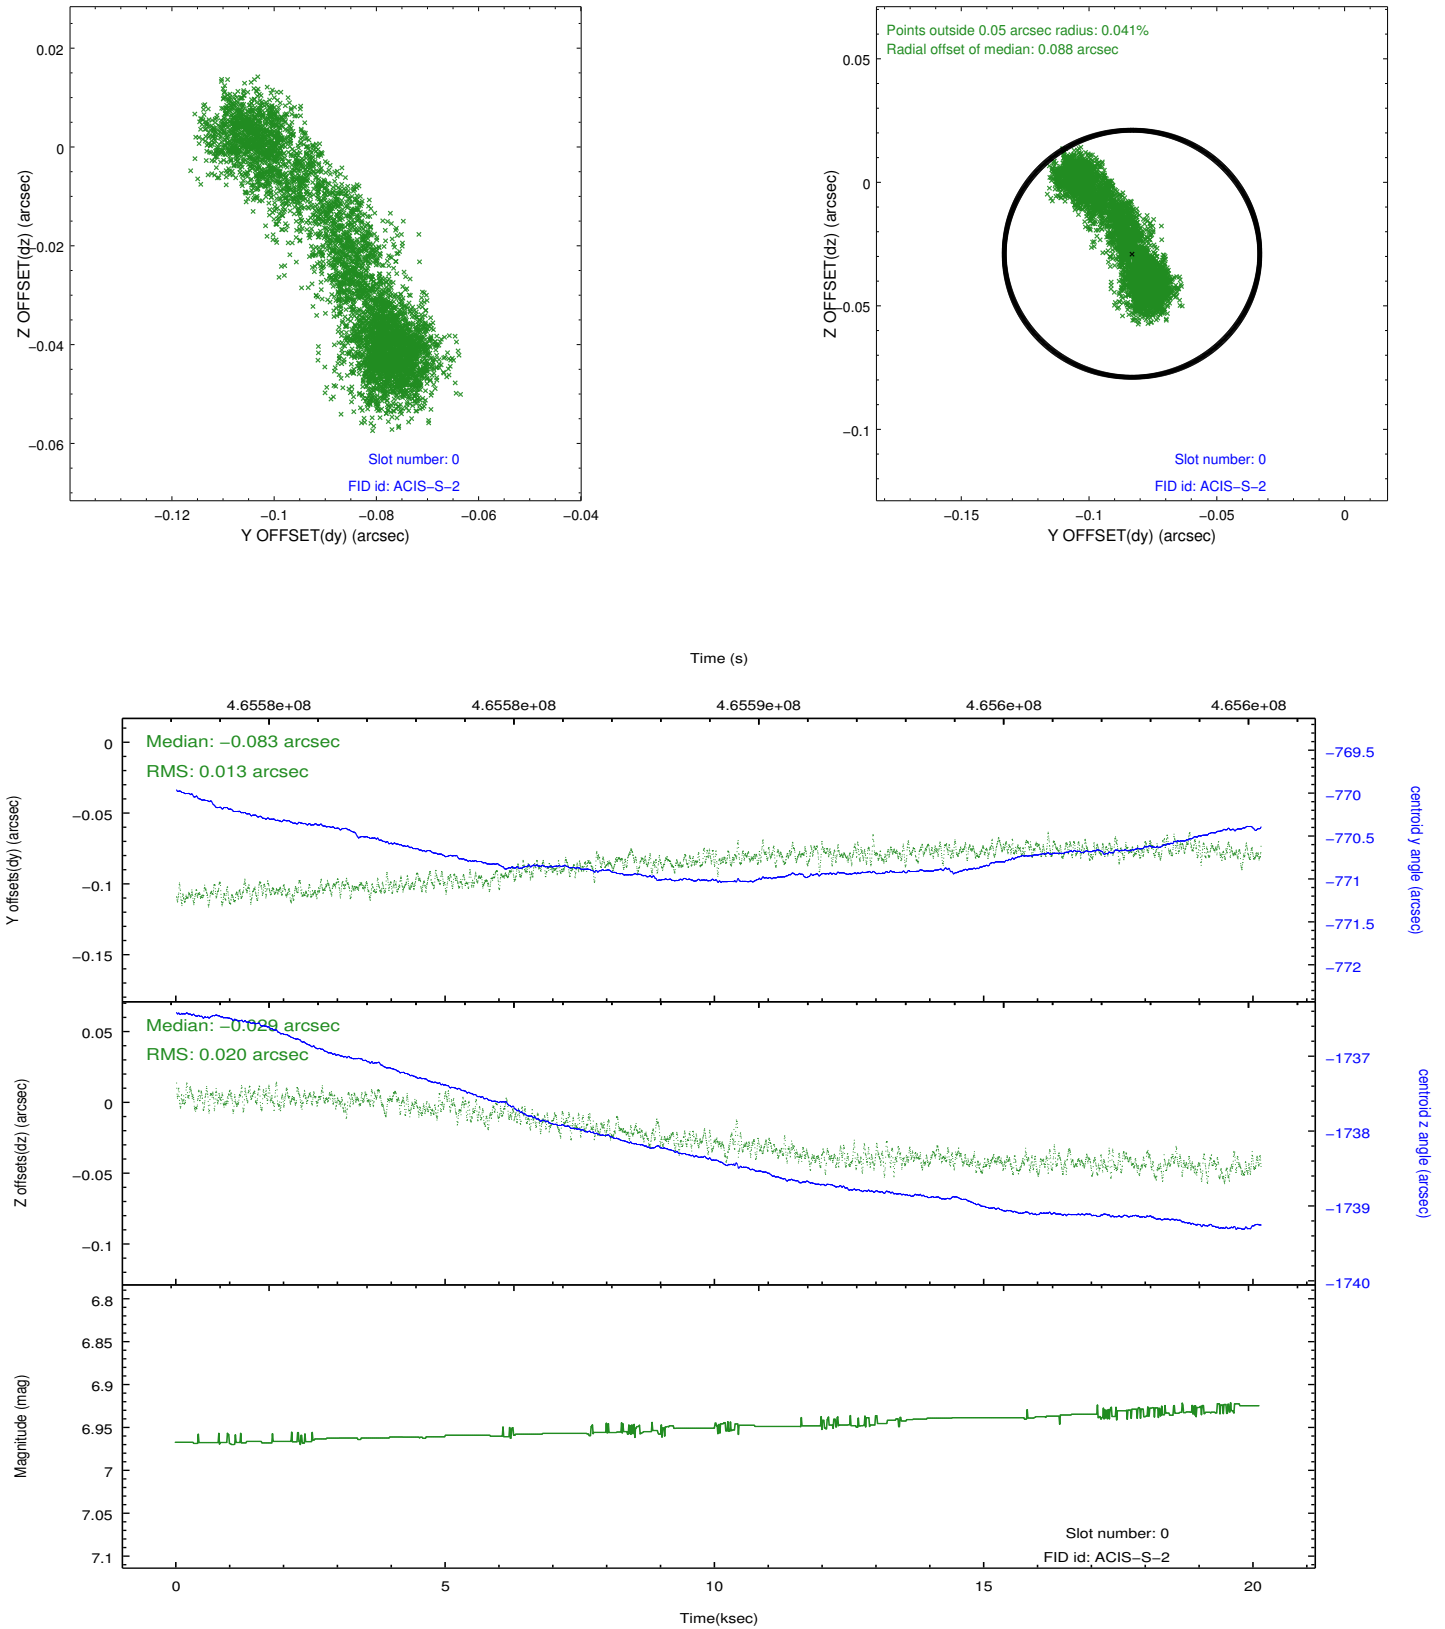 0.02
0
−0.02
−0.04
−0.06
Z OFFSET(dz) (arcsec)
Slot number: 0
FID id: ACIS−S−2
−0.12
−0.1
−0.08
−0.06
−0.04
Y OFFSET(dy) (arcsec)
Points outside 0.05 arcsec radius: 0.041%
Radial offset of median: 0.088 arcsec
0.05
0
−0.05
−0.1
Z OFFSET(dz) (arcsec)
Slot number: 0
FID id: ACIS−S−2
−0.15
−0.1
−0.05
0
Y OFFSET(dy) (arcsec)
Time (s)
4.6558e+08
4.6558e+08
4.6559e+08
4.656e+08
4.656e+08
Median: −0.083 arcsec
RMS: 0.013 arcsec
0
−0.05
−0.1
−0.15
Y offsets(dy) (arcsec)
−769.5
−770
−770.5
−771
−771.5
−772
centroid y angle (arcsec)
Median: −0.029 arcsec
RMS: 0.020 arcsec
0.05
0
−0.05
−0.1
Z offsets(dz) (arcsec)
−1737
−1738
−1739
−1740
centroid z angle (arcsec)
6.8
6.85
6.9
6.95
7
7.05
7.1
Magnitude (mag)
Slot number: 0
FID id: ACIS−S−2
0
5
10
15
20
Time(ksec)